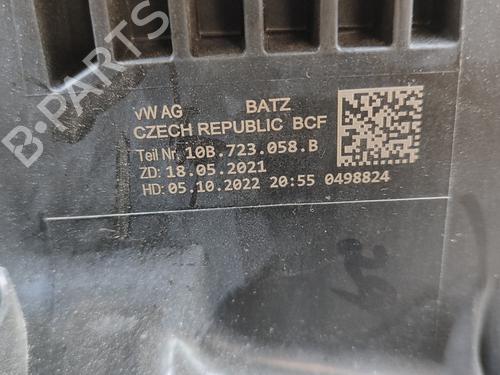 VW AG BATZ
CZECH REPUBLIC BCF
Teil Nr. 10B.723.058.B
ZD: 18.05.2021
HD: 05.10.2022 20:55 0498824
B-PARTS